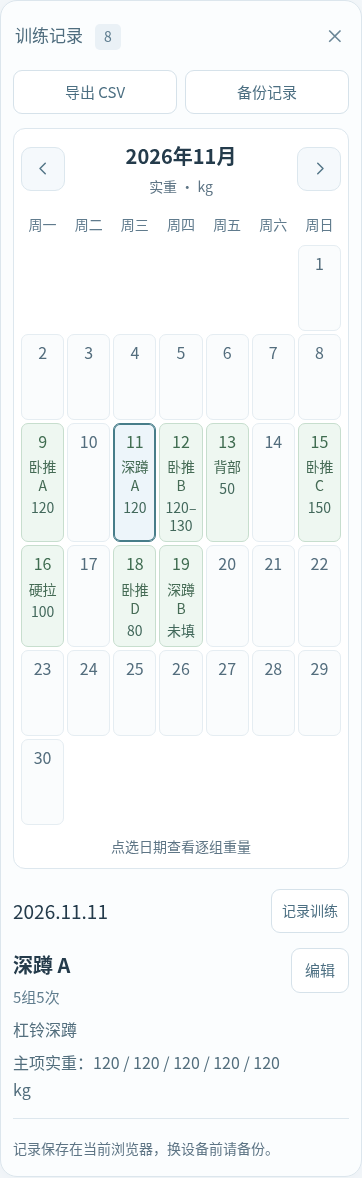 训练记录 8
导出 CSV 备份记录
2026年11月
实重 · kg
周一 周二 周三 周四 周五 周六 周日
1
2 3 4 5 6 7 8
9 10 11 12 13 14 15
卧推 深蹲 卧推 背部 卧推
A A B 50 C
120 120 120–130 150
16 17 18 19 20 21 22
硬拉 卧推 深蹲
100 D B
80 未填
23 24 25 26 27 28 29
30
点选日期查看逐组重量
2026.11.11 记录训练
深蹲 A 编辑
5组5次
杠铃深蹲
主项实重：120 / 120 / 120 / 120 / 120
kg
记录保存在当前浏览器，换设备前请备份。